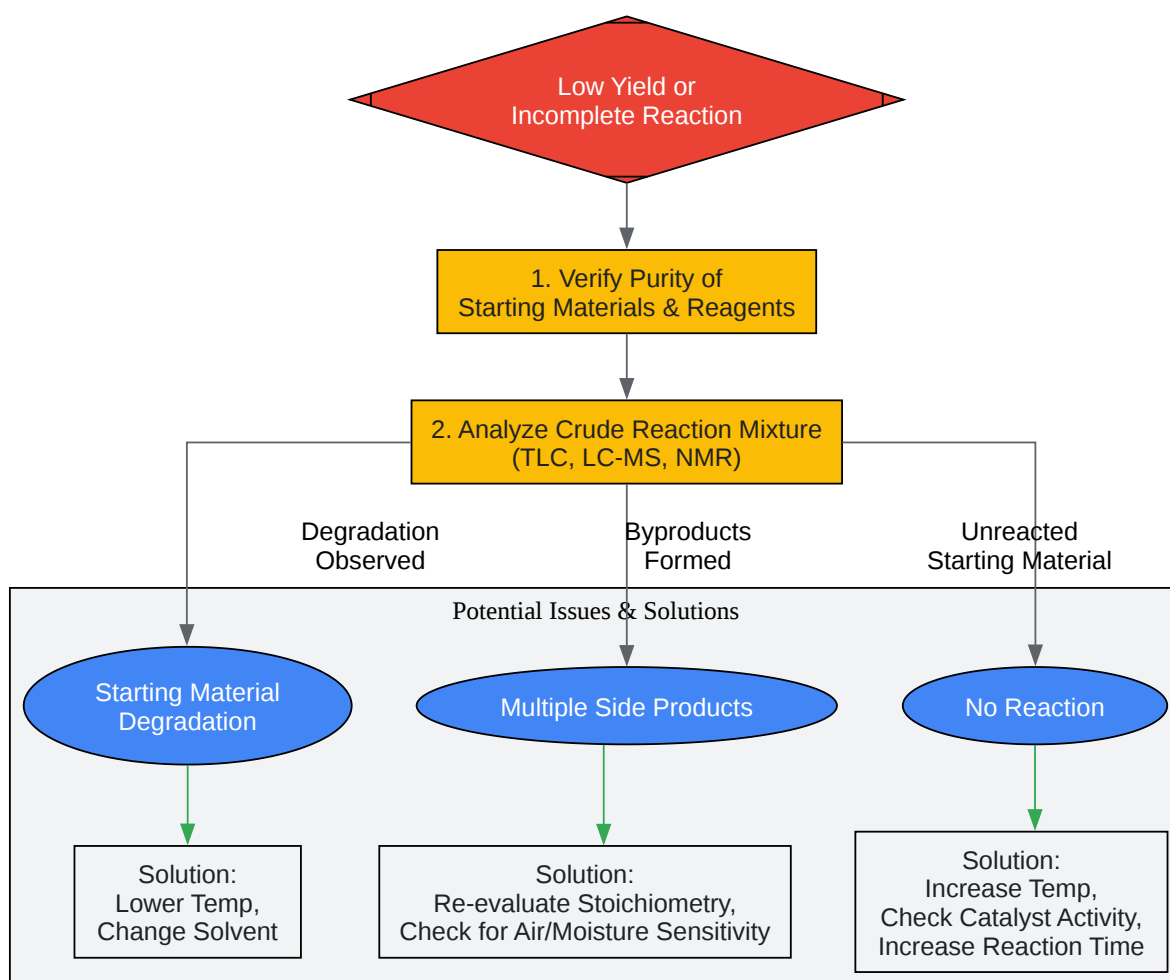 Low Yield or
Incomplete Reaction
1. Verify Purity of
Starting Materials & Reagents
2. Analyze Crude Reaction Mixture
(TLC, LC-MS, NMR)
Degradation
Observed
Byproducts
Formed
Unreacted
Starting Material
Potential Issues & Solutions
Starting Material
Degradation
Multiple Side Products
No Reaction
Solution:
Lower Temp,
Change Solvent
Solution:
Re-evaluate Stoichiometry,
Check for Air/Moisture Sensitivity
Solution:
Increase Temp,
Check Catalyst Activity,
Increase Reaction Time